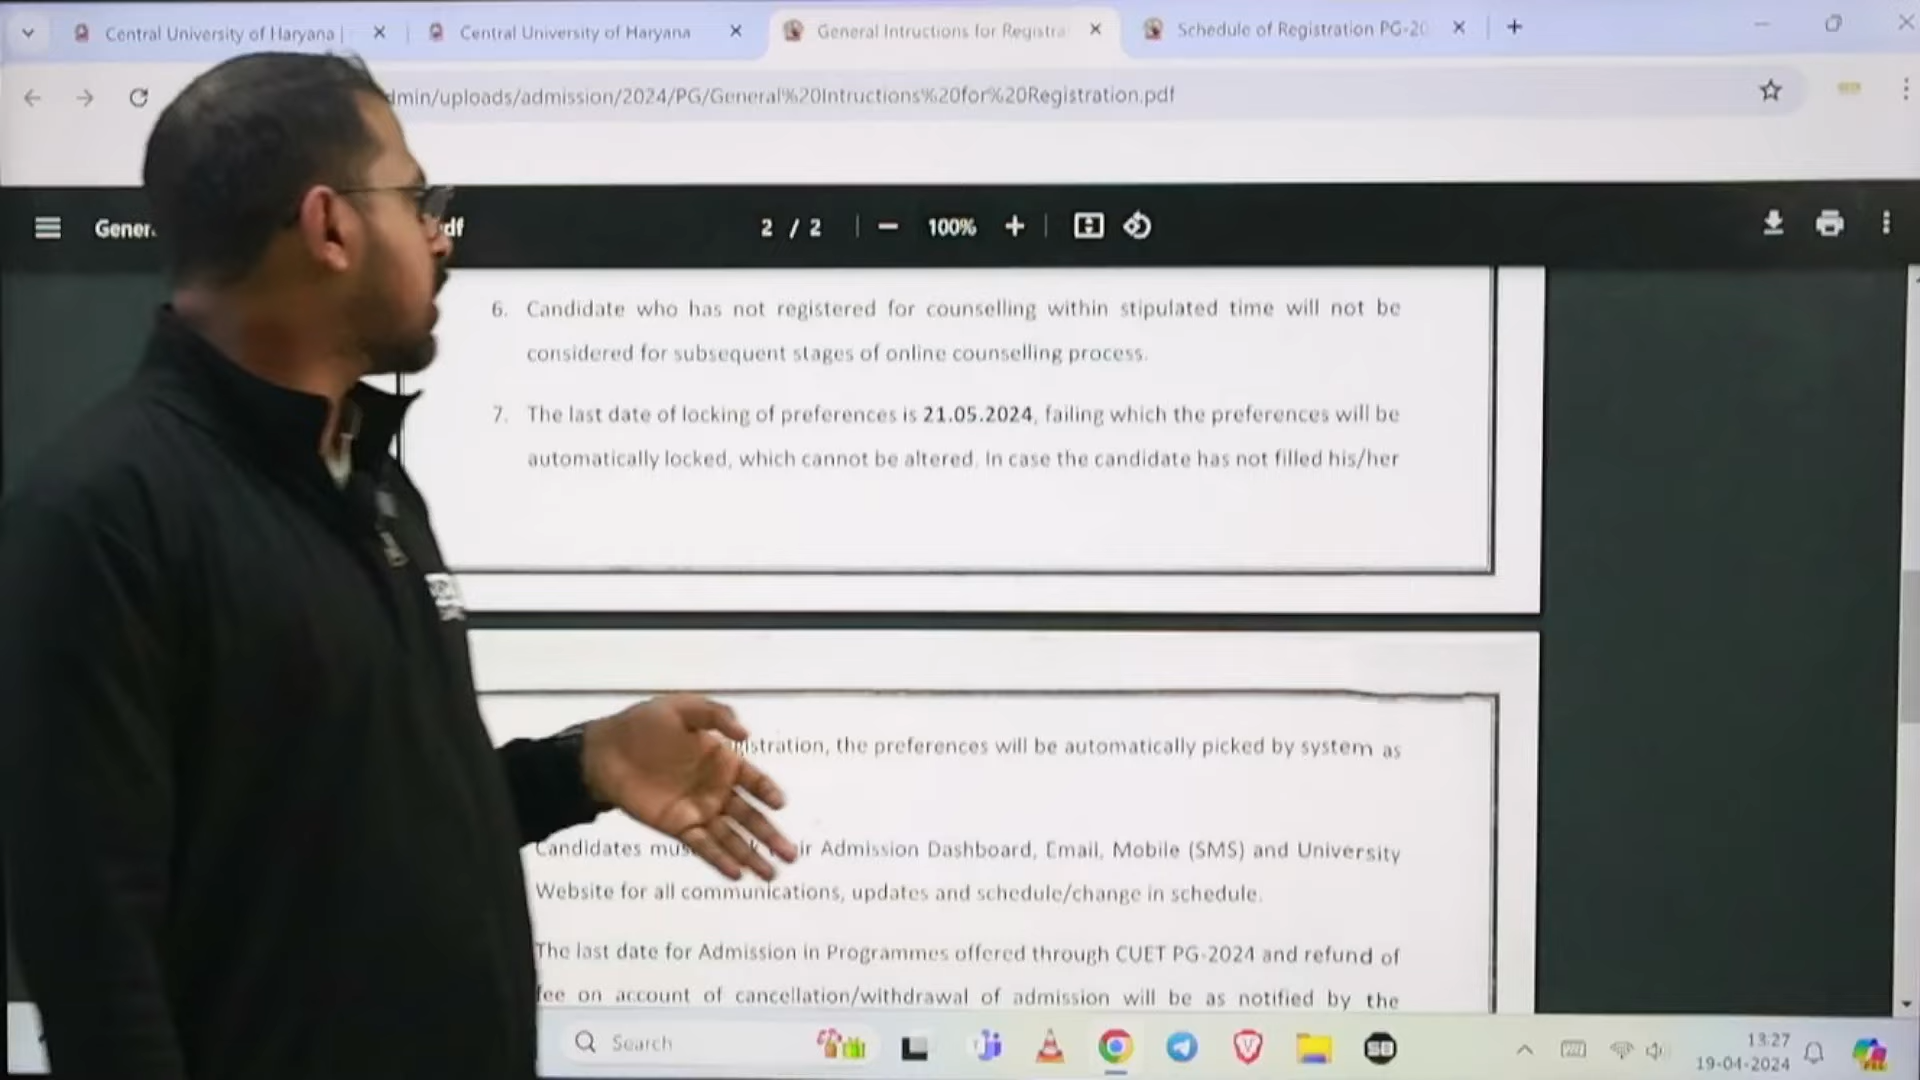 Central University of Haryana |
Central University of Haryana
General Intructions for Registra
Schedule of Registration PG-20
dmin/uploads/admission/2024/PG/General%20Intructions%20for%20Registration.pdf
Gener
df
2 / 2
100%
6. Candidate who has not registered for counselling within stipulated time will not be
considered for subsequent stages of online counselling process.
7. The last date of locking of preferences is 21.05.2024, failing which the preferences will be
automatically locked, which cannot be altered. In case the candidate has not filled his/her
istration, the preferences will be automatically picked by system as
Candidates mus k ir Admission Dashboard, Email, Mobile (SMS) and University
Website for all communications, updates and schedule/change in schedule.
The last date for Admission in Programmes offered through CUET PG-2024 and refund of
fee on account of cancellation/withdrawal of admission will be as notified by the
Search
13:27
19-04-2024